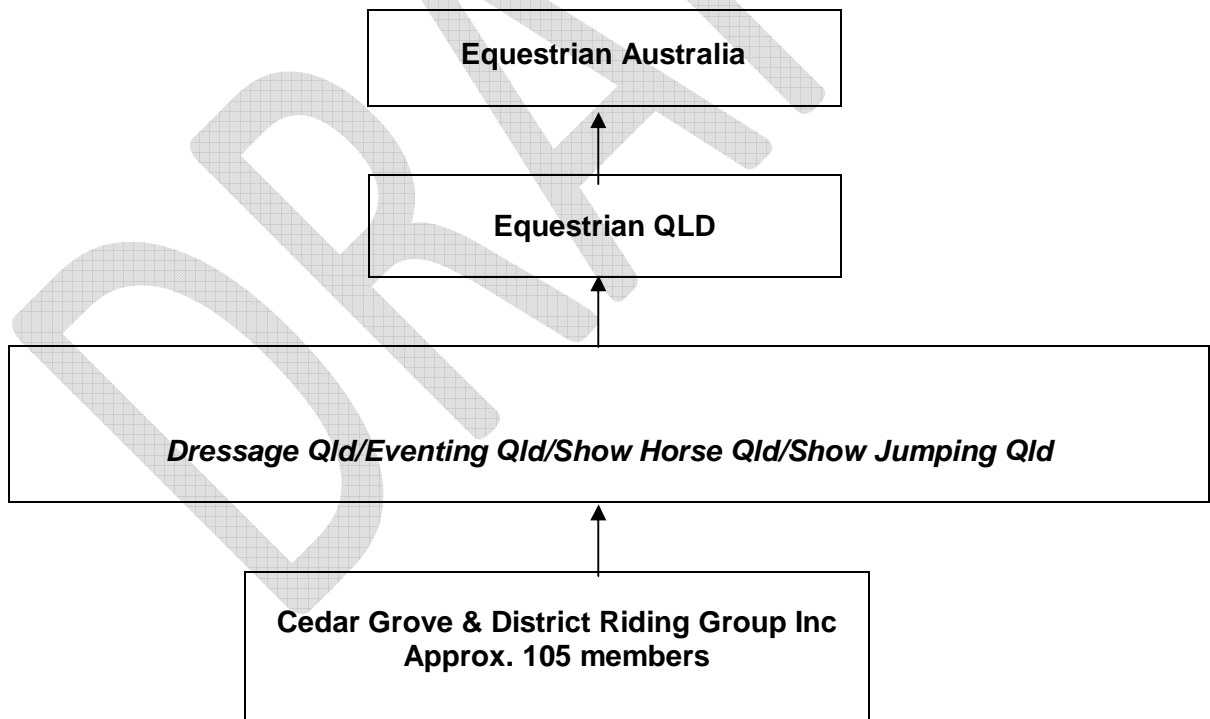 DRA
Equestrian Australia
Equestrian QLD
Dressage Qld/Eventing Qld/Show Horse Qld/Show Jumping Qld
Cedar Grove & District Riding Group Inc
Approx. 105 members